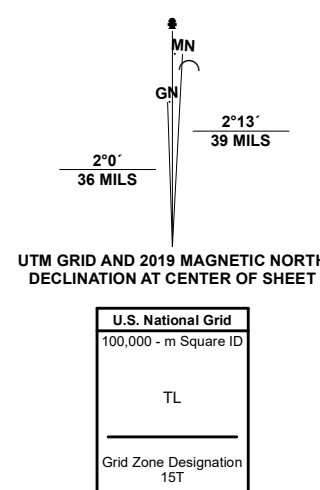 MN
GN
2°13´
39 MILS
2°0´
36 MILS
UTM GRID AND 2019 MAGNETIC NORTH
DECLINATION AT CENTER OF SHEET
U.S. National Grid
100,000 - m Square ID
TL
Grid Zone Designation
15T